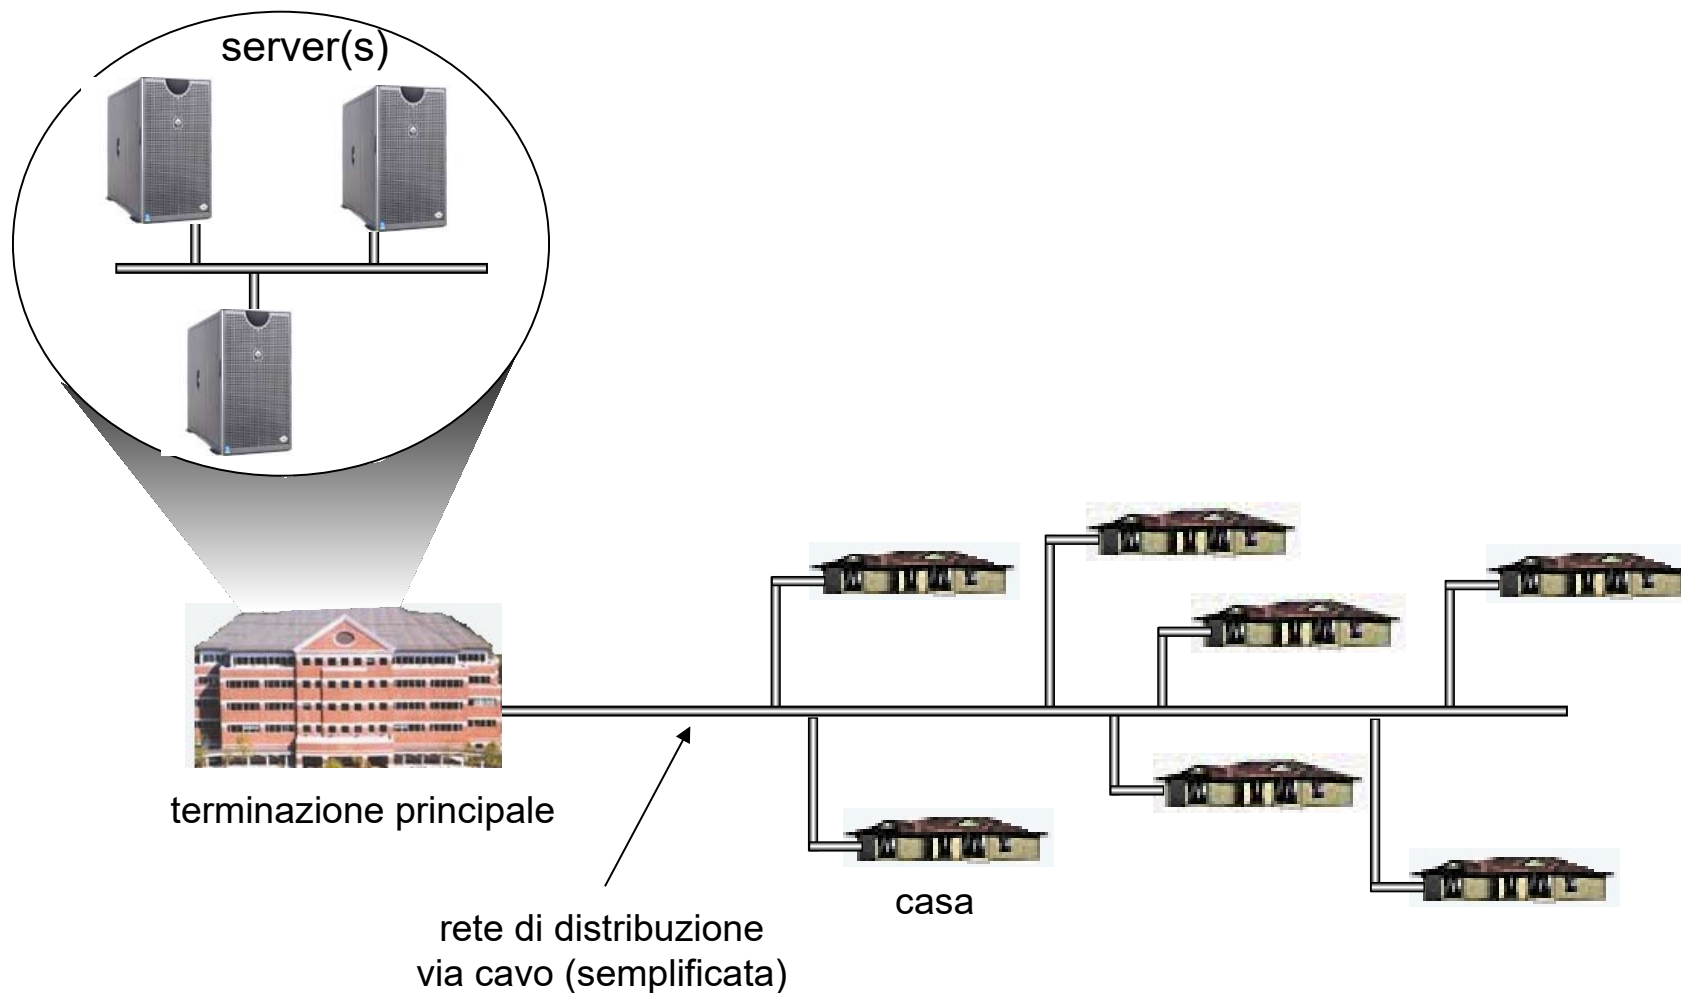 server(s)
terminazione principale
casa
rete di distribuzione
via cavo (semplificata)